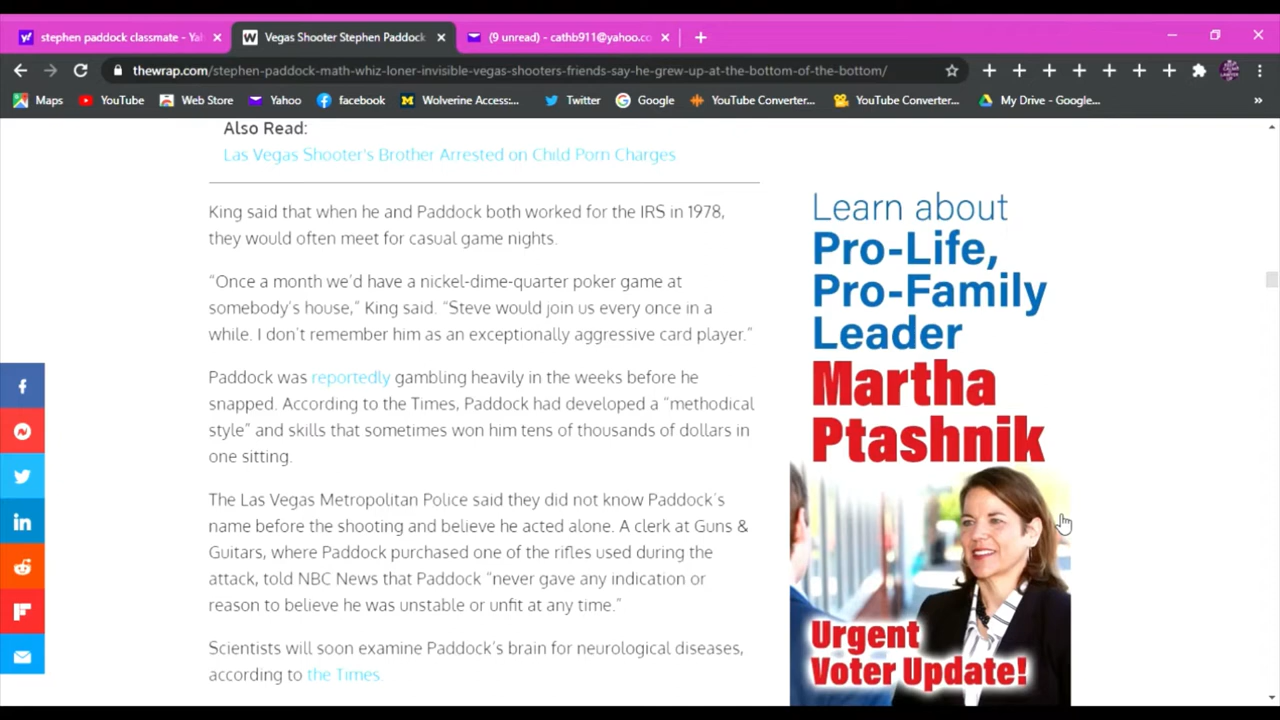 stephen paddock classmate - Yah
Vegas Shooter Stephen Paddock
(9 unread) - cathb911@yahoo.co
thewrap.com/stephen-paddock-math-whiz-loner-invisible-vegas-shooters-friends-say-he-grew-up-at-the-bottom-of-the-bottom/
Maps
YouTube
Web Store
Yahoo
facebook
Wolverine Access:...
Twitter
Google
YouTube Converter...
YouTube Converter...
My Drive - Google...
Also Read:
Las Vegas Shooter's Brother Arrested on Child Porn Charges
King said that when he and Paddock both worked for the IRS in 1978,
they would often meet for casual game nights.
“Once a month we’d have a nickel-dime-quarter poker game at
somebody’s house,” King said. “Steve would join us every once in a
while. I don’t remember him as an exceptionally aggressive card player.”
Paddock was reportedly gambling heavily in the weeks before he
snapped. According to the Times, Paddock had developed a “methodical
style” and skills that sometimes won him tens of thousands of dollars in
one sitting.
The Las Vegas Metropolitan Police said they did not know Paddock’s
name before the shooting and believe he acted alone. A clerk at Guns &
Guitars, where Paddock purchased one of the rifles used during the
attack, told NBC News that Paddock “never gave any indication or
reason to believe he was unstable or unfit at any time.”
Scientists will soon examine Paddock’s brain for neurological diseases,
according to the Times
Learn about
Pro-Life,
Pro-Family
Leader
Martha
Ptashnik
Urgent
Voter Update!